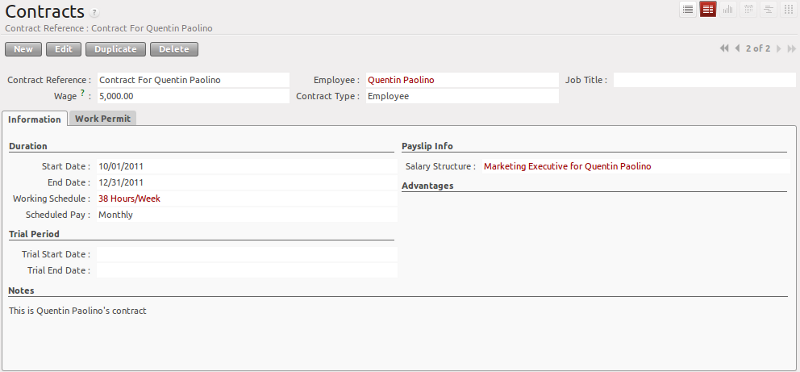 Contracts ?
Contract Reference : Contract For Quentin Paolino
New Edit Duplicate Delete 2 of 2
Contract Reference : Contract For Quentin Paolino Employee : Quentin Paolino Job Title :
Wage ? : 5,000.00 Contract Type : Employee
Information Work Permit
Duration Payslip Info
Start Date : 10/01/2011 Salary Structure : Marketing Executive for Quentin Paolino
End Date : 12/31/2011 Advantages
Working Schedule : 38 Hours/Week
Scheduled Pay : Monthly
Trial Period
Trial Start Date :
Trial End Date :
Notes
This is Quentin Paolino's contract